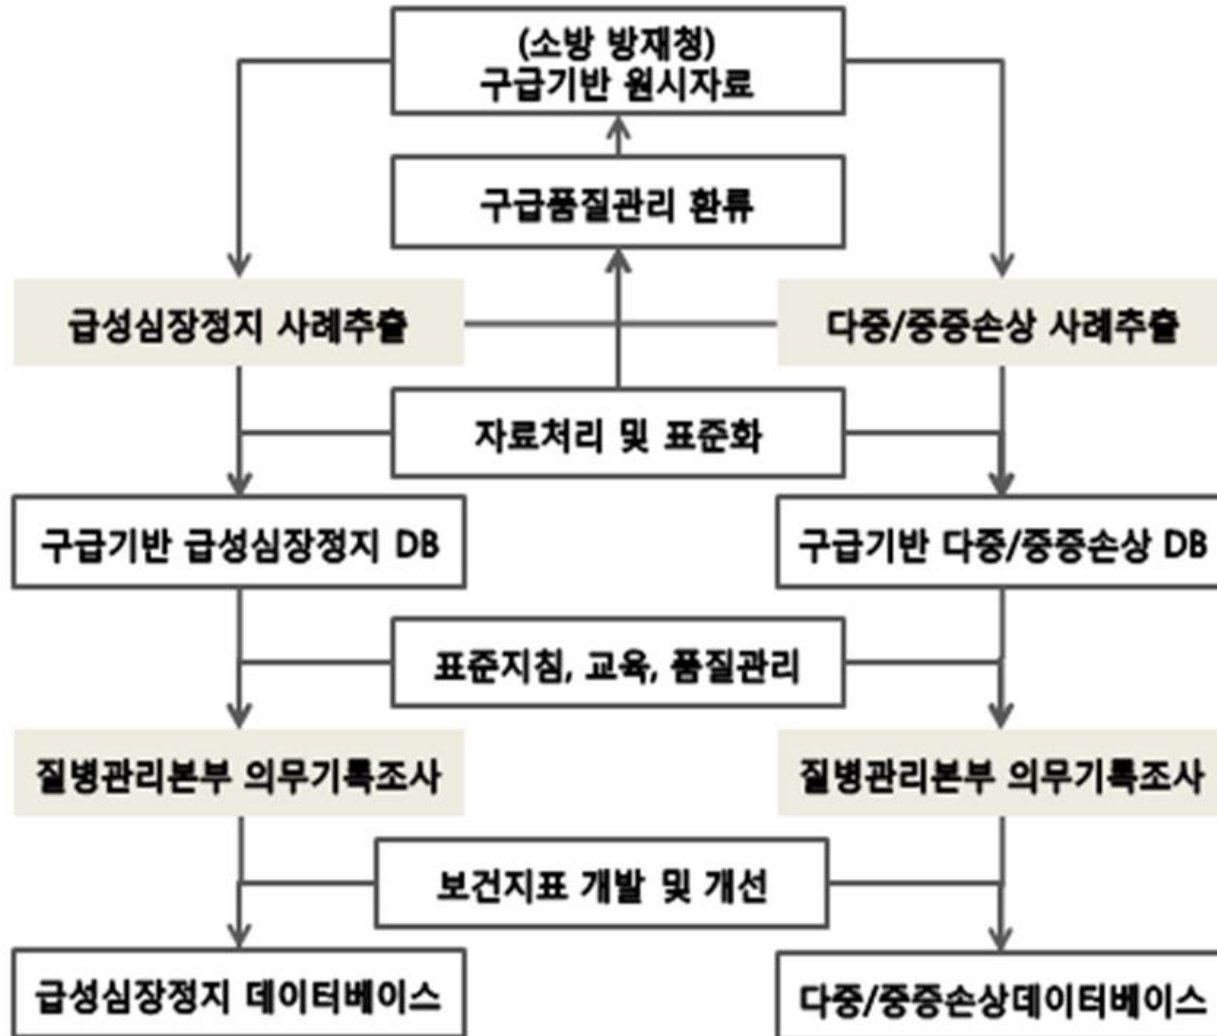 (소방 방재청)
구급기반 원시자료
구급품질관리 환류
급성심장정지 사례추출
다중/중증손상 사례추출
자료처리 및 표준화
구급기반 급성심장정지 DB
구급기반 다중/중증손상 DB
표준지침, 교육, 품질관리
질병관리본부 의무기록조사
질병관리본부 의무기록조사
보건지표 개발 및 개선
급성심장정지 데이터베이스
다중/중증손상데이터베이스